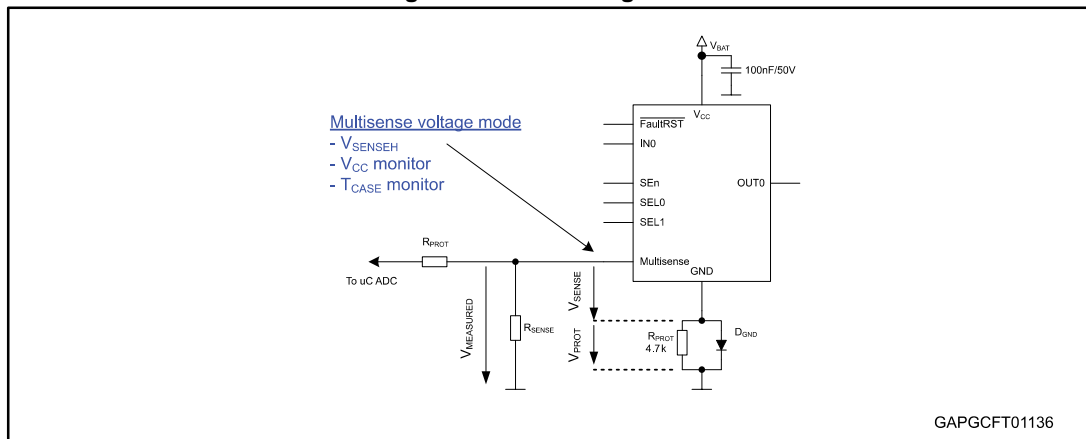 V_BAT
100nF/50V
Multisense voltage mode
- V_SENSEH
- V_CC monitor
- T_CASE monitor
V_CC
FaultRST
IN0
SEn
SEL0
SEL1
OUT0
Multisense
GND
R_PROT
To uC ADC
V_MEASURED
R_SENSE
V_SENSE
V_PROT
R_PROT
4.7k
D_GND
GAPGCFT01136